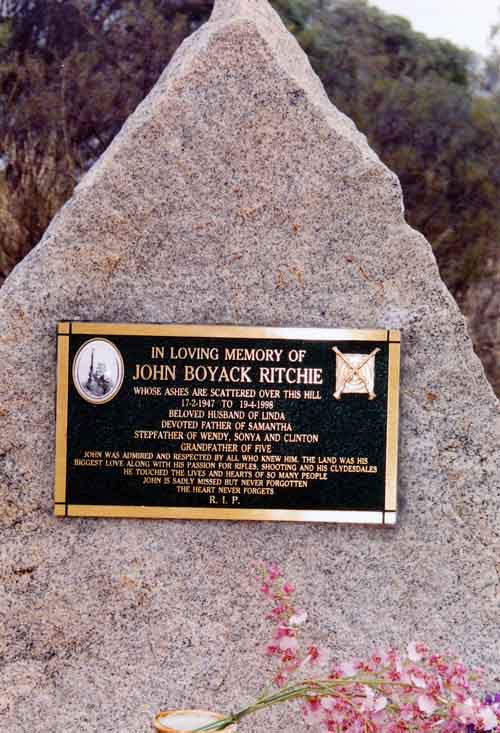 IN LOVING MEMORY OF
JOHN BOYACK RITCHIE
WHOSE ASHES ARE SCATTERED OVER THIS HILL
17-2-1947 TO 19-4-1998
BELOVED HUSBAND OF LINDA
DEVOTED FATHER OF SAMANTHA
STEPFATHER OF WENDY, SONYA AND CLINTON
GRANDFATHER OF FIVE
JOHN WAS ADMIRED AND RESPECTED BY ALL WHO KNEW HIM. THE LAND WAS HIS
BIGGEST LOVE ALONG WITH HIS PASSION FOR RIFLES, SHOOTING AND HIS CLYDESDALES
HE TOUCHED THE LIVES AND HEARTS OF SO MANY PEOPLE
JOHN IS SADLY MISSED BUT NEVER FORGOTTEN
THE HEART NEVER FORGETS
R. I. P.